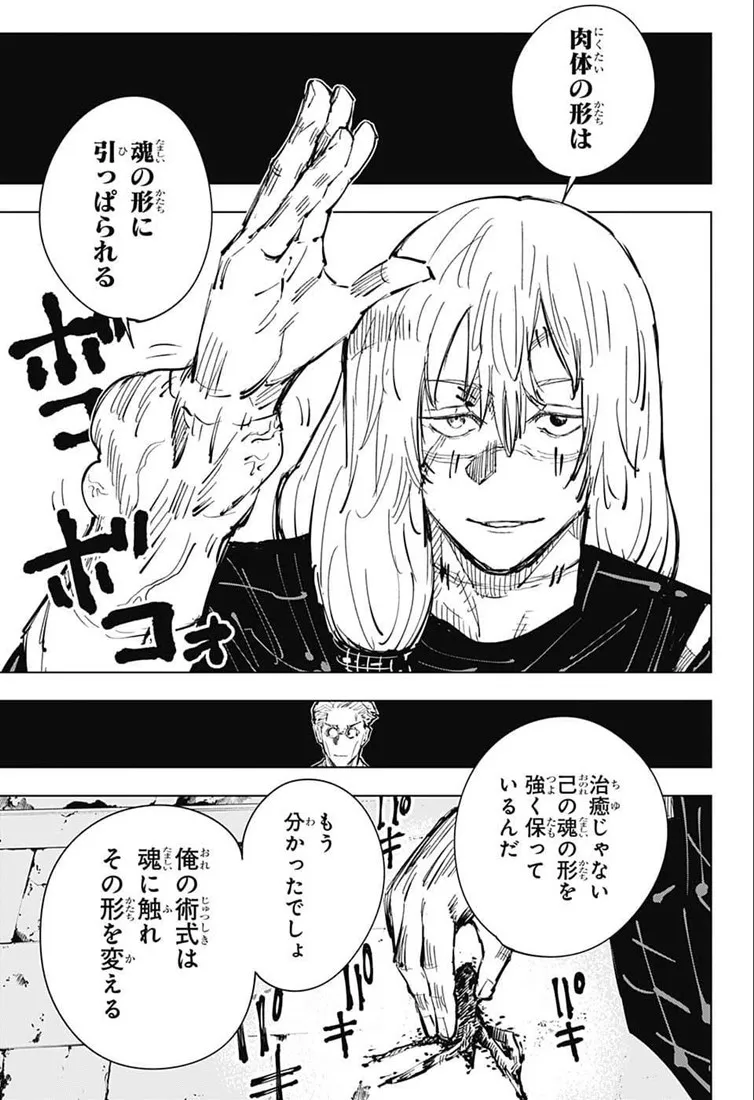 肉体の形は
魂の形に
引っぱられる
ボコ
ボコォ
治癒じゃない
己の魂の形を
強く保って
いるんだ
もう
分かったでしょ
俺の術式は
魂に触れ
その形を変える
パキ
パキ
パキ
パキ